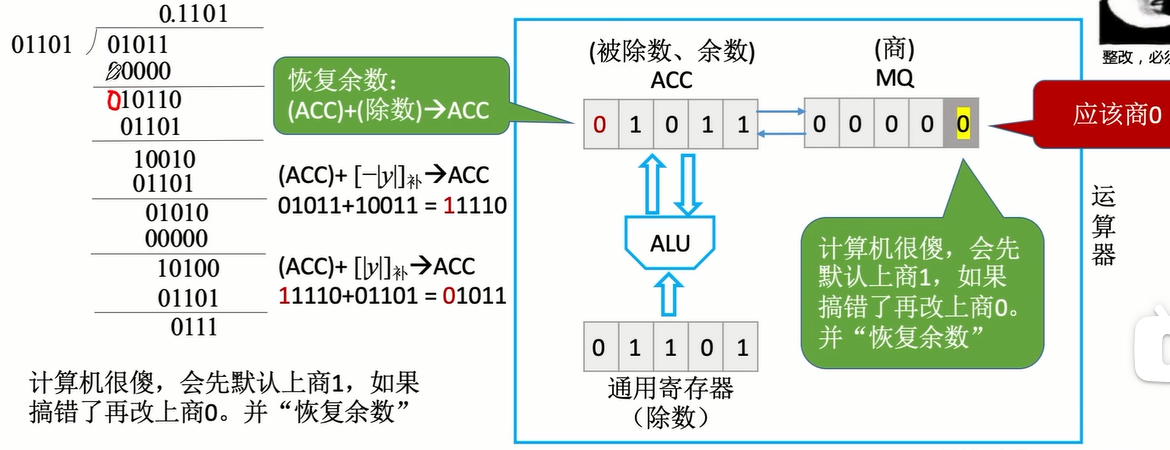 0.1101
01101
01011
00000
010110
01101
10010
01101
01010
00000
10100
01101
0111
计算机很傻，会先默认上商1，如果
搞错了再改上商0。并“恢复余数”
恢复余数：
(ACC)+(除数)→ACC
(ACC)+ [−|y|]补→ACC
01011+10011 = 11110
(ACC)+ [|y|]补→ACC
11110+01101 = 01011
(被除数、余数)
ACC
0 1 0 1 1
(商)
MQ
0 0 0 0 0
ALU
0 1 1 0 1
通用寄存器
（除数）
计算机很傻，会先
默认上商1，如果
搞错了再改上商0。
并“恢复余数”
应该商0
运算器
整改，必